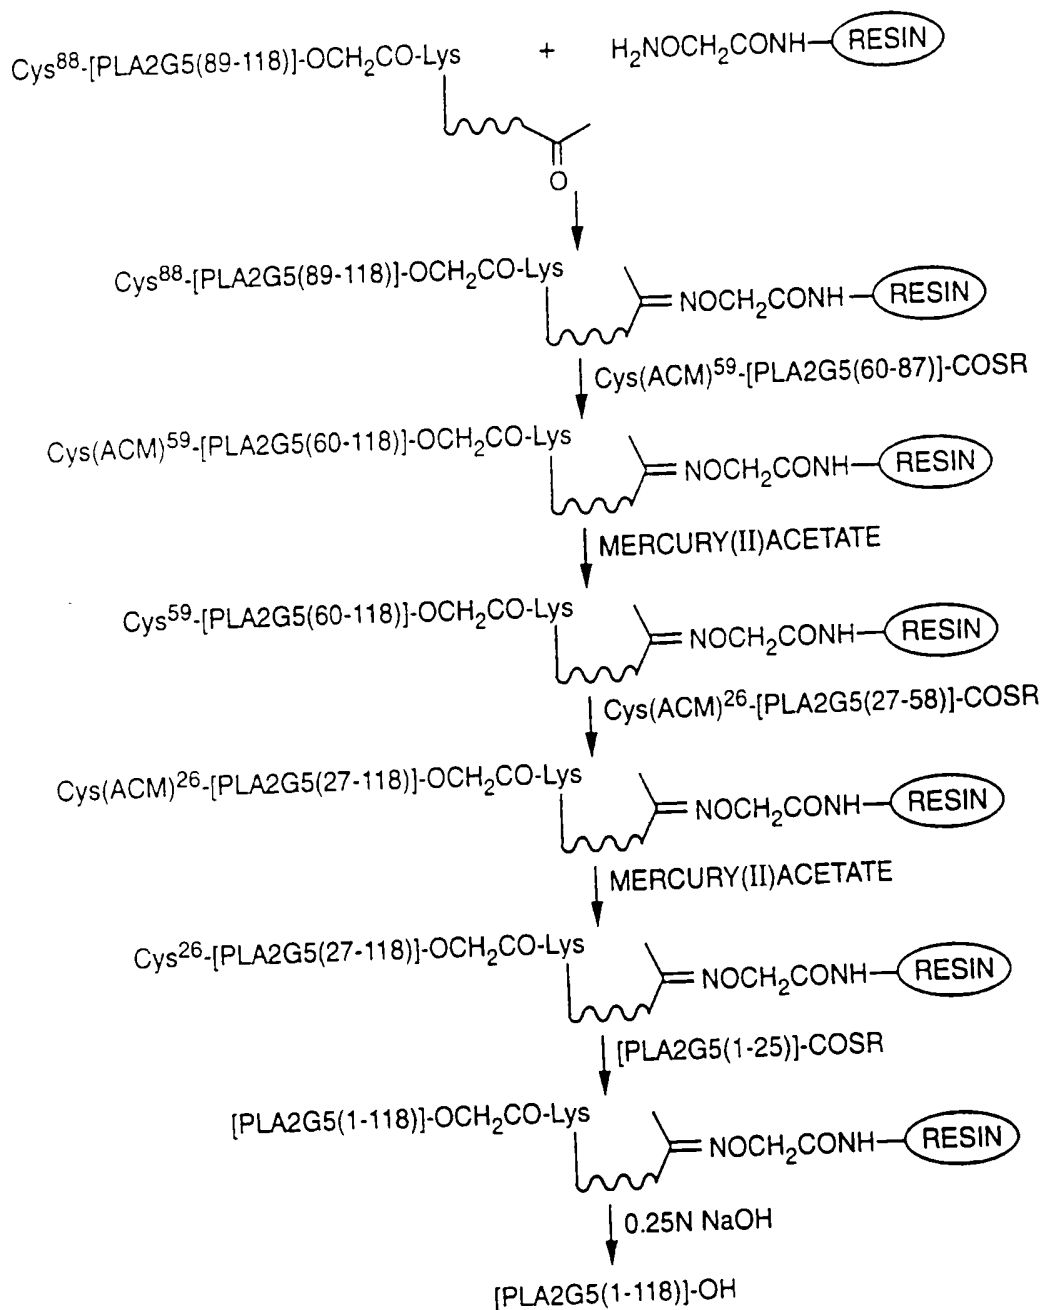 Cys88-[PLA2G5(89-118)]-OCH2CO-Lys + H2NOCH2CONH-RESIN
O
Cys88-[PLA2G5(89-118)]-OCH2CO-Lys
=NOCH2CONH-RESIN
Cys(ACM)59-[PLA2G5(60-87)]-COSR
Cys(ACM)59-[PLA2G5(60-118)]-OCH2CO-Lys
=NOCH2CONH-RESIN
MERCURY(II)ACETATE
Cys59-[PLA2G5(60-118)]-OCH2CO-Lys
=NOCH2CONH-RESIN
Cys(ACM)26-[PLA2G5(27-58)]-COSR
Cys(ACM)26-[PLA2G5(27-118)]-OCH2CO-Lys
=NOCH2CONH-RESIN
MERCURY(II)ACETATE
Cys26-[PLA2G5(27-118)]-OCH2CO-Lys
=NOCH2CONH-RESIN
[PLA2G5(1-25)]-COSR
[PLA2G5(1-118)]-OCH2CO-Lys
=NOCH2CONH-RESIN
0.25N NaOH
[PLA2G5(1-118)]-OH